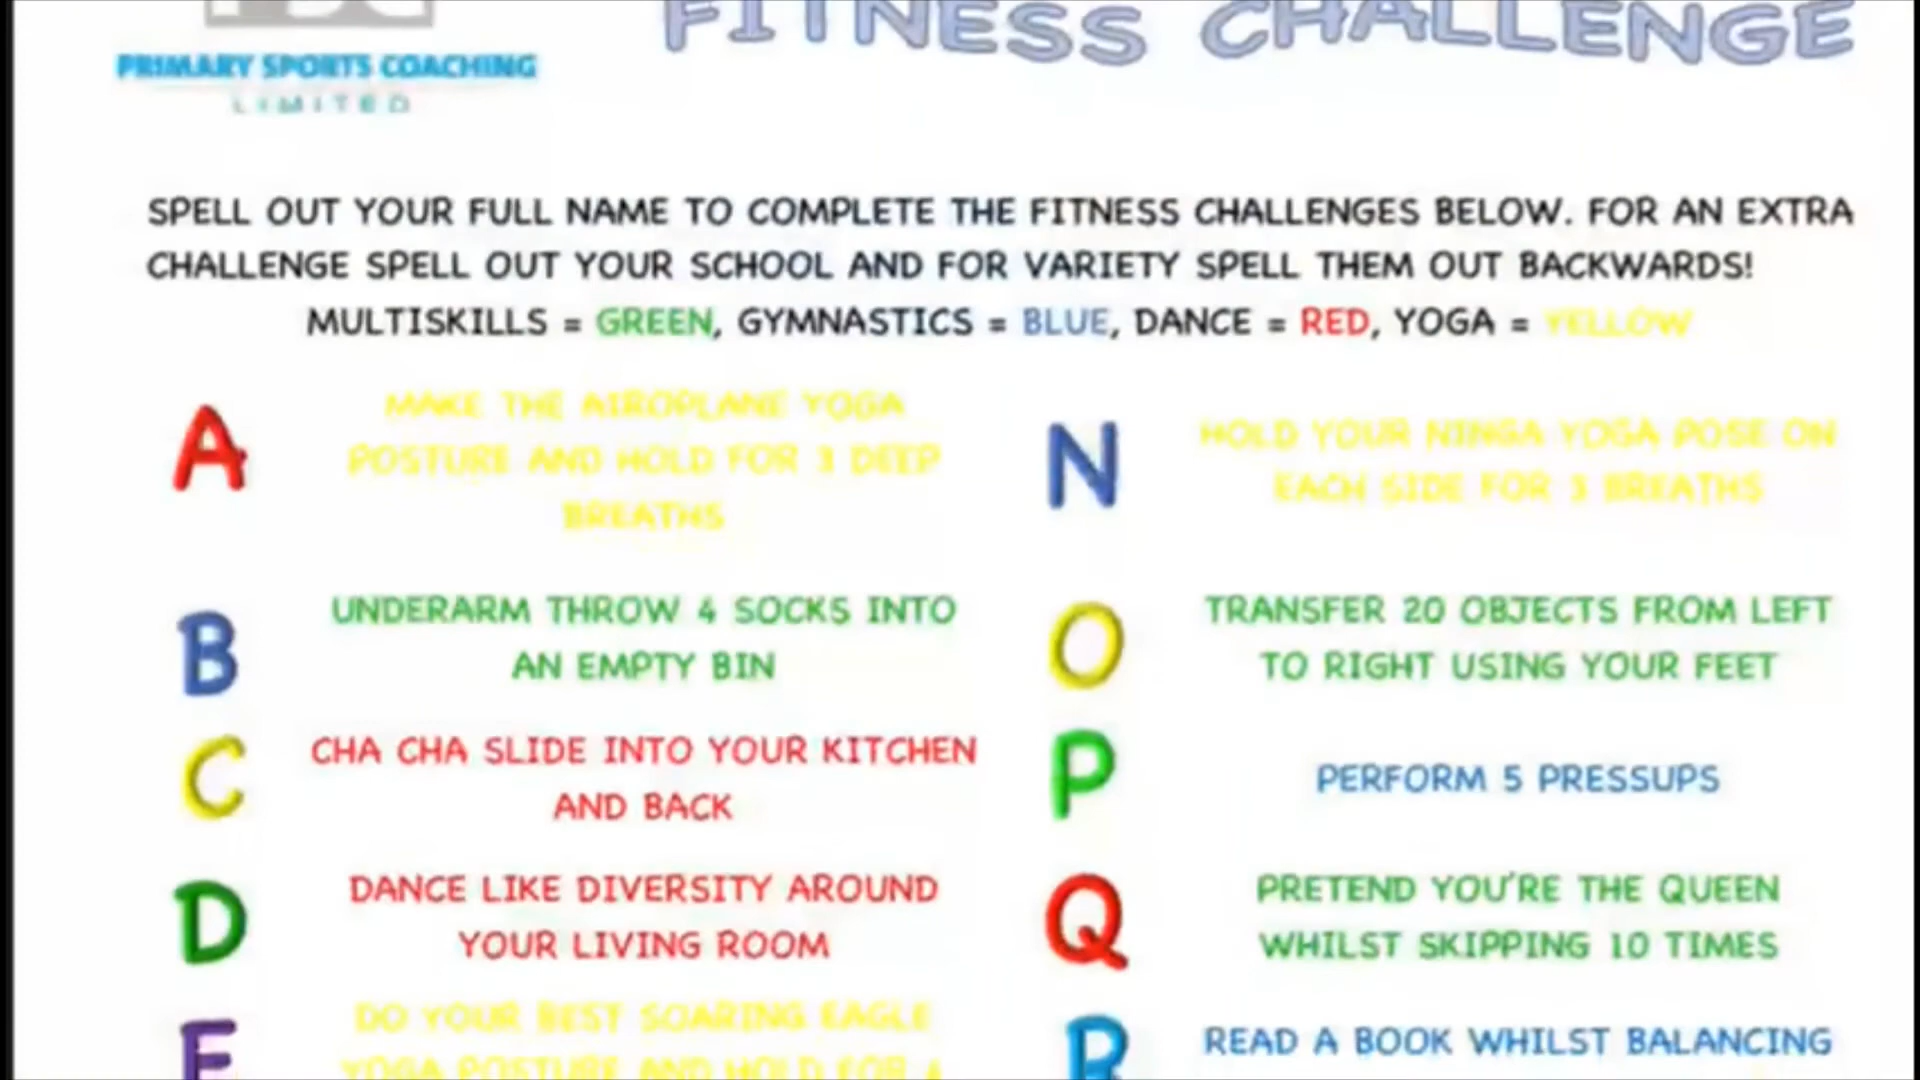 FITNESS CHALLENGE
PRIMARY SPORTS COACHING
LIMITED
SPELL OUT YOUR FULL NAME TO COMPLETE THE FITNESS CHALLENGES BELOW. FOR AN EXTRA
CHALLENGE SPELL OUT YOUR SCHOOL AND FOR VARIETY SPELL THEM OUT BACKWARDS!
MULTISKILLS = GREEN, GYMNASTICS = BLUE, DANCE = RED, YOGA = YELLOW
A
MAKE THE AIROPLANE YOGA
POSTURE AND HOLD FOR 3 DEEP
BREATHS
B
UNDERARM THROW 4 SOCKS INTO
AN EMPTY BIN
C
CHA CHA SLIDE INTO YOUR KITCHEN
AND BACK
D
DANCE LIKE DIVERSITY AROUND
YOUR LIVING ROOM
E
DO YOUR BEST SOARING EAGLE
YOGA POSTURE AND HOLD FOR
N
HOLD YOUR NINGA YOGA POSE ON
EACH SIDE FOR 3 BREATHS
O
TRANSFER 20 OBJECTS FROM LEFT
TO RIGHT USING YOUR FEET
P
PERFORM 5 PRESSUPS
Q
PRETEND YOU'RE THE QUEEN
WHILST SKIPPING 10 TIMES
R
READ A BOOK WHILST BALANCING